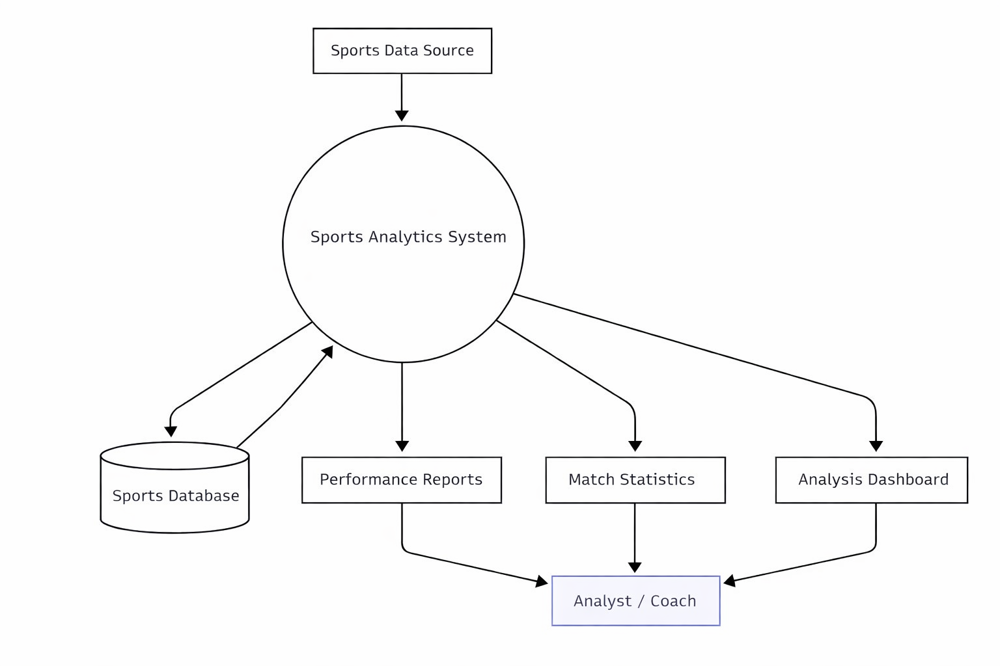 Sports Data Source
Sports Analytics System
Sports Database
Performance Reports
Match Statistics
Analysis Dashboard
Analyst / Coach